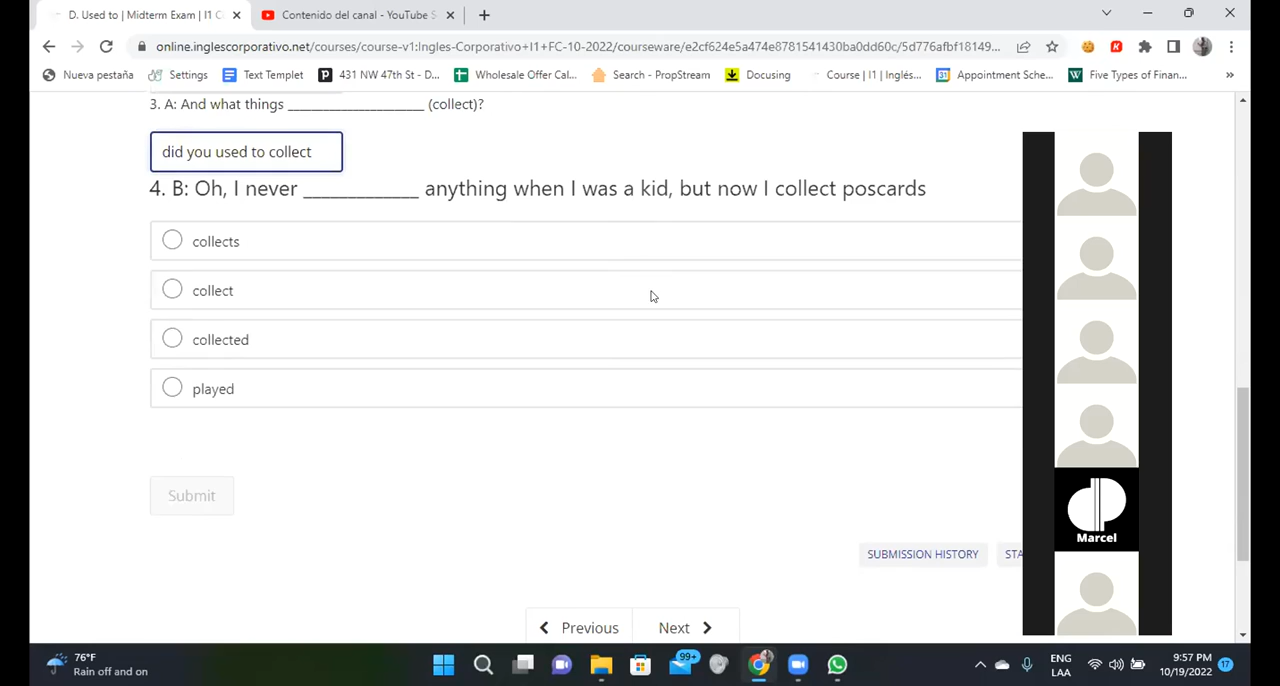 D. Used to | Midterm Exam | I1 C
Contenido del canal - YouTube S
online.inglescorporativo.net/courses/course-v1:Ingles-Corporativo+I1+FC-10-2022/courseware/e2cf624e5a474e8781541430ba0dd60c/5d776afbf18149...
Nueva pestaña
Settings
Text Templet
431 NW 47th St - D...
Wholesale Offer Cal...
Search - PropStream
Docusing
Course | I1 | Inglés...
Appointment Sche...
Five Types of Finan...
»
3. A: And what things ______________________ (collect)?
did you used to collect
4. B: Oh, I never ____________ anything when I was a kid, but now I collect poscards
collects
collect
collected
played
Submit
SUBMISSION HISTORY
STA
Marcel
Previous
Next
76°F
Rain off and on
99+
ENG
LAA
9:57 PM
10/19/2022
17